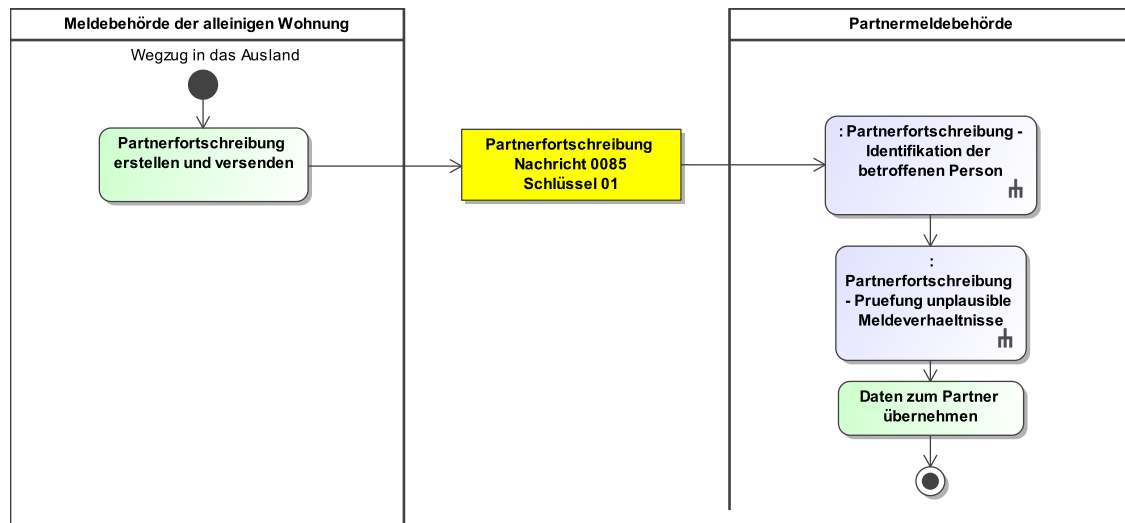 Meldebehörde der alleinigen Wohnung
Wegzug in das Ausland
Partnerfortschreibung
erstellen und versenden
Partnerfortschreibung
Nachricht 0085
Schlüssel 01
Partnermeldebehörde
: Partnerfortschreibung -
Identifikation der
betroffenen Person
:
Partnerfortschreibung
- Pruefung unplausible
Meldeverhaeltnisse
Daten zum Partner
übernehmen